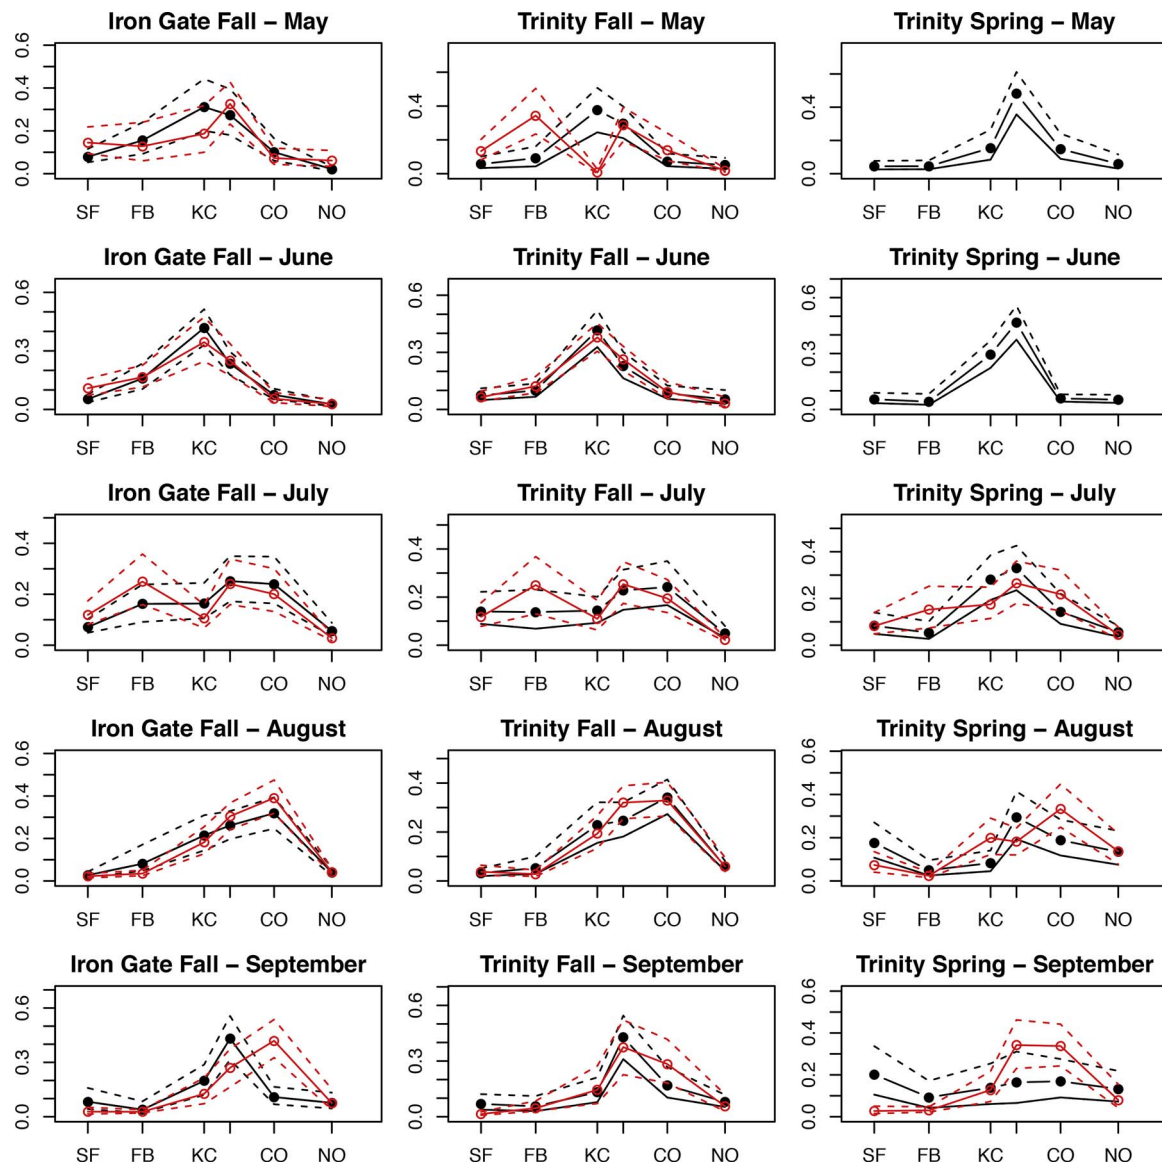 Iron Gate Fall – May
Trinity Fall – May
Trinity Spring – May
0.0 0.2 0.4 0.6
0.0 0.4
0.0 0.4
SF FB KC CO NO
SF FB KC CO NO
SF FB KC CO NO
Iron Gate Fall – June
Trinity Fall – June
Trinity Spring – June
0.0 0.3 0.6
0.0 0.3 0.6
0.0 0.3 0.6
SF FB KC CO NO
SF FB KC CO NO
SF FB KC CO NO
Iron Gate Fall – July
Trinity Fall – July
Trinity Spring – July
0.0 0.2 0.4
0.0 0.2 0.4
0.0 0.2 0.4
SF FB KC CO NO
SF FB KC CO NO
SF FB KC CO NO
Iron Gate Fall – August
Trinity Fall – August
Trinity Spring – August
0.0 0.2 0.4 0.6
0.0 0.2 0.4
0.0 0.2 0.4 0.6
SF FB KC CO NO
SF FB KC CO NO
SF FB KC CO NO
Iron Gate Fall – September
Trinity Fall – September
Trinity Spring – September
0.0 0.3 0.6
0.0 0.3 0.6
0.0 0.2 0.4 0.6
SF FB KC CO NO
SF FB KC CO NO
SF FB KC CO NO